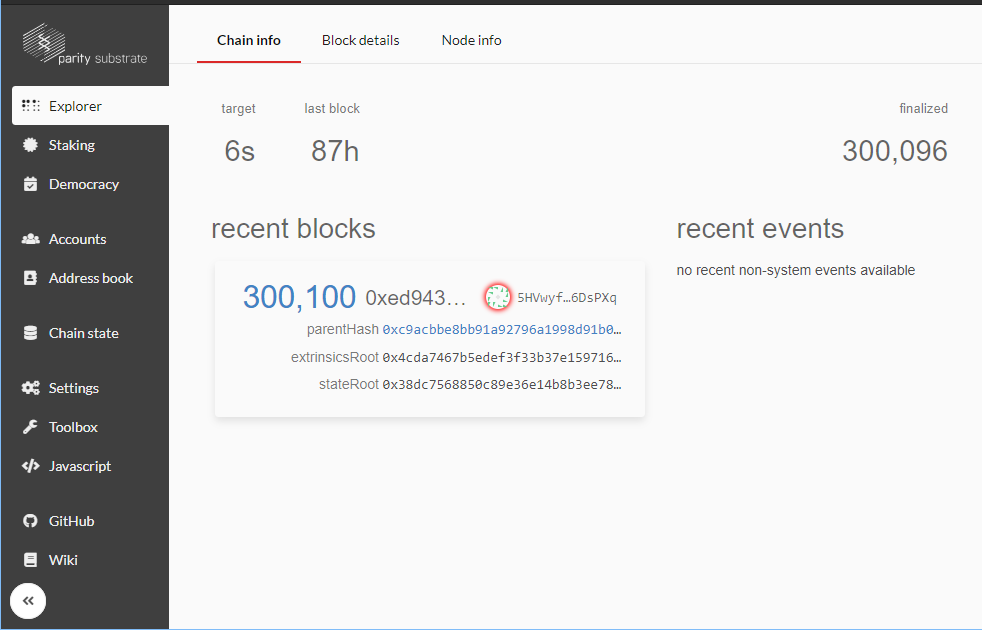 parity substrate
Explorer
Staking
Democracy
Accounts
Address book
Chain state
Settings
Toolbox
Javascript
GitHub
Wiki
Chain info Block details Node info
target last block finalized
6s 87h 300,096
recent blocks
300,100 0xed943... 5HVwyf…6DsPXq
parentHash 0xc9acbbe8bb91a92796a1998d91b0…
extrinsicsRoot 0x4cda7467b5edef3f33b37e159716…
stateRoot 0x38dc7568850c89e36e14b8b3ee78…
recent events
no recent non-system events available